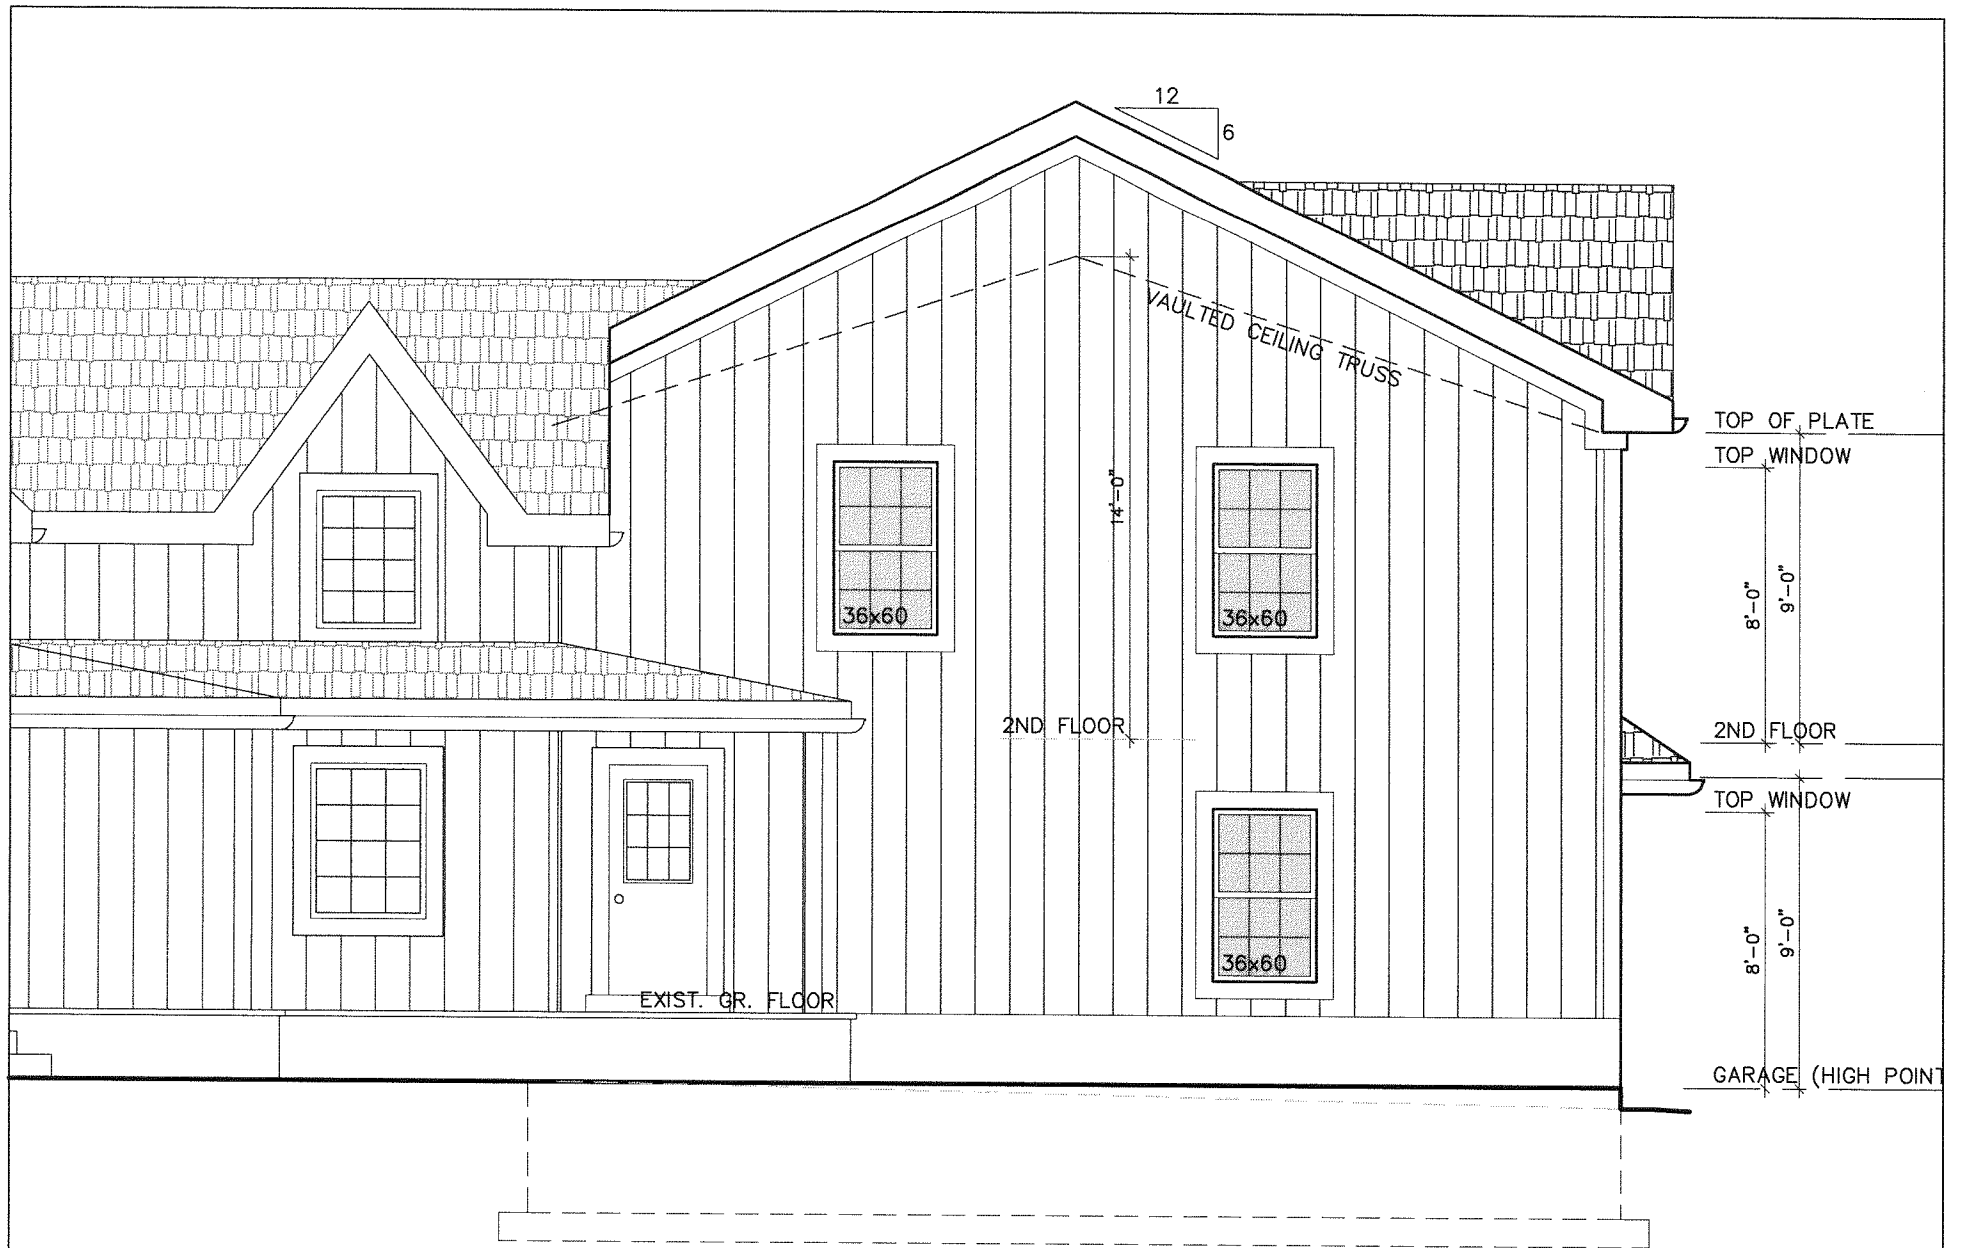 12
6
VAULTED CEILING TRUSS
TOP OF PLATE
TOP WINDOW
14'-0"
36x60
36x60
8'-0"
9'-0"
2ND FLOOR
2ND FLOOR
TOP WINDOW
8'-0"
9'-0"
36x60
EXIST. GR. FLOOR
GARAGE (HIGH POINT